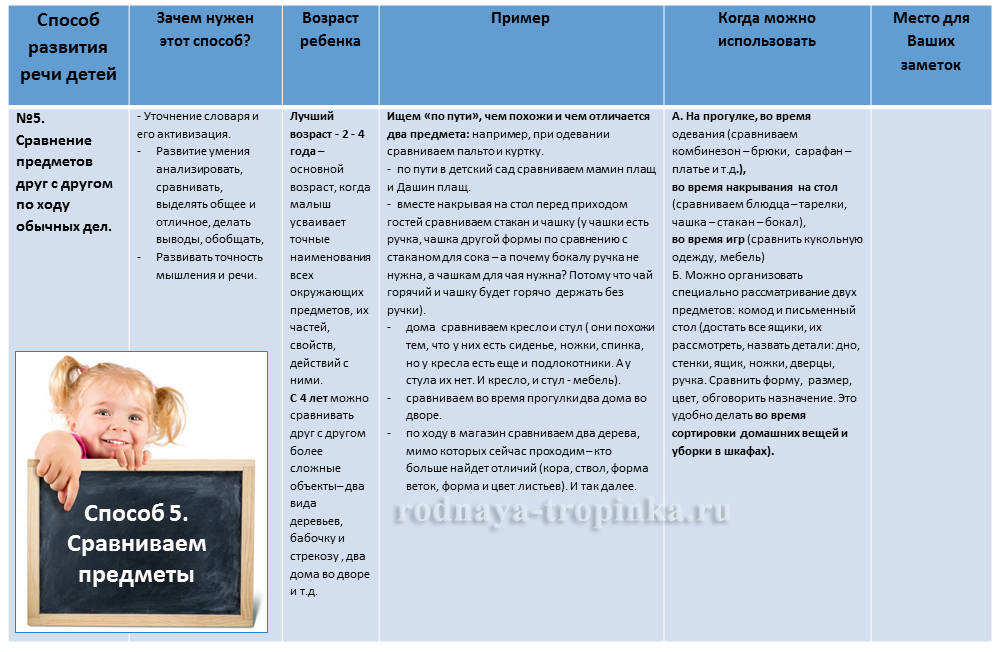 Способ
развития
речи детей
Зачем нужен
этот способ?
Возраст
ребенка
Пример
Когда можно
использовать
Место для
Ваших
заметок
№5.
Сравнение
предметов
друг с другом
по ходу
обычных дел.
- Уточнение словаря и
его активизация.
- Развитие умения
анализировать,
сравнивать,
выделять общее и
отличное, делать
выводы, обобщать,
- Развивать точность
мышления и речи.
Лучший
возраст - 2 - 4
года –
основной
возраст, когда
малыш
усваивает
точные
наименования
всех
окружающих
предметов, их
частей,
свойств,
действий с
ними.
С 4 лет можно
сравнивать
друг с другом
более
сложные
объекты– два
вида
деревьев,
бабочку и
стрекозу , два
дома во дворе
и т.д.
Ищем «по пути», чем похожи и чем отличается
два предмета: например, при одевании
сравниваем пальто и куртку.
- по пути в детский сад сравниваем мамин плащ
и Дашин плащ.
- вместе накрывая на стол перед приходом
гостей сравниваем стакан и чашку (у чашки есть
ручка, чашка другой формы по сравнению с
стаканом для сока – а почему бокалу ручка не
нужна, а чашкам для чая нужна? Потому что чай
горячий и чашку будет горячо держать без
ручки).
- дома сравниваем кресло и стул ( они похожи
тем, что у них есть сиденье, ножки, спинка,
но у кресла есть еще и подлокотники. А у
стула их нет. И кресло, и стул - мебель).
- сравниваем во время прогулки два дома во
дворе.
- по ходу в магазин сравниваем два дерева,
мимо которых сейчас проходим – кто
больше найдет отличий (кора, ствол, форма
веток, форма и цвет листьев). И так далее.
А. На прогулке, во время
одевания (сравниваем
комбинезон – брюки, сарафан –
платье и т.д.),
во время накрывания на стол
(сравниваем блюдца – тарелки,
чашка – стакан – бокал),
во время игр (сравнить кукольную
одежду, мебель)
Б. Можно организовать
специально рассматривание двух
предметов: комод и письменный
стол (достать все ящики, их
рассмотреть, назвать детали: дно,
стенки, ящик, ножки, дверцы,
ручка. Сравнить форму, размер,
цвет, обговорить назначение. Это
удобно делать во время
сортировки домашних вещей и
уборки в шкафах).
Способ 5.
Сравниваем
предметы
rodnaya-tropinka.ru